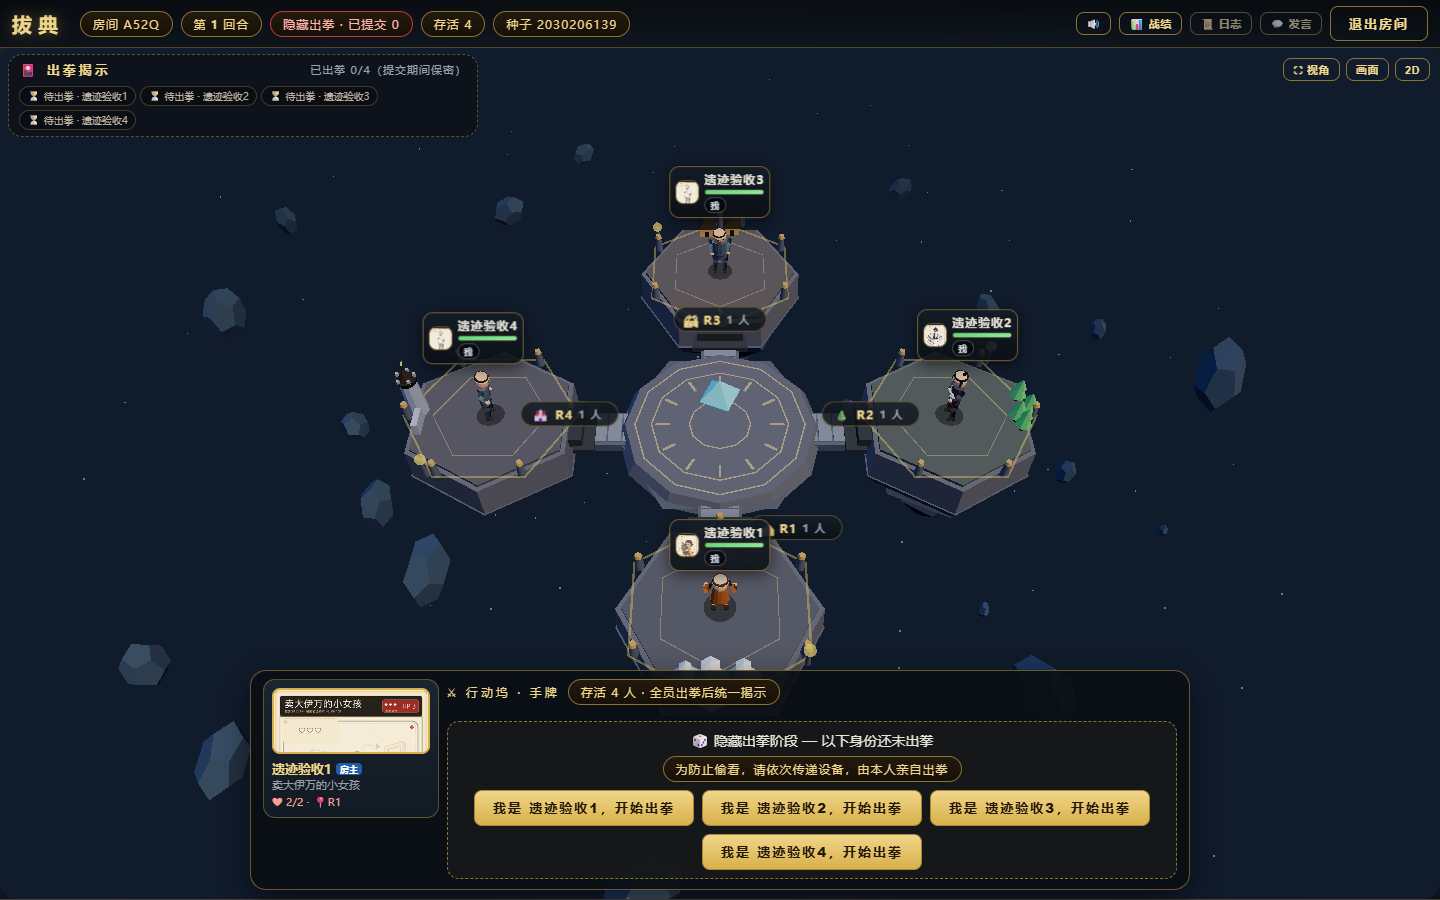 拔典
房间 A52Q
第 1 回合
隐藏出拳 · 已提交 0
存活 4
种子 2030206139
战绩
日志
发言
退出房间
出拳揭示
已出拳 0/4（提交期间保密）
待出拳 · 遗迹验收1
待出拳 · 遗迹验收2
待出拳 · 遗迹验收3
待出拳 · 遗迹验收4
视角
画面
2D
遗迹验收3
我
R3 1 人
遗迹验收4
我
遗迹验收2
我
R4 1 人
R2 1 人
遗迹验收1
我
R1 1 人
卖大伊万的小女孩
遗迹验收1 房主
卖大伊万的小女孩
2/2 · R1
行动坞 · 手牌
存活 4 人 · 全员出拳后统一揭示
隐藏出拳阶段 — 以下身份还未出拳
为防止偷看，请依次传递设备，由本人亲自出拳
我是 遗迹验收1，开始出拳
我是 遗迹验收2，开始出拳
我是 遗迹验收3，开始出拳
我是 遗迹验收4，开始出拳